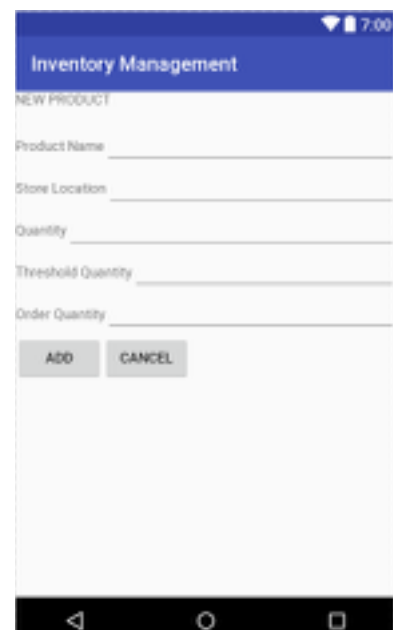 7:00
Inventory Management
NEW PRODUCT
Product Name
Store Location
Quantity
Threshold Quantity
Order Quantity
ADD CANCEL